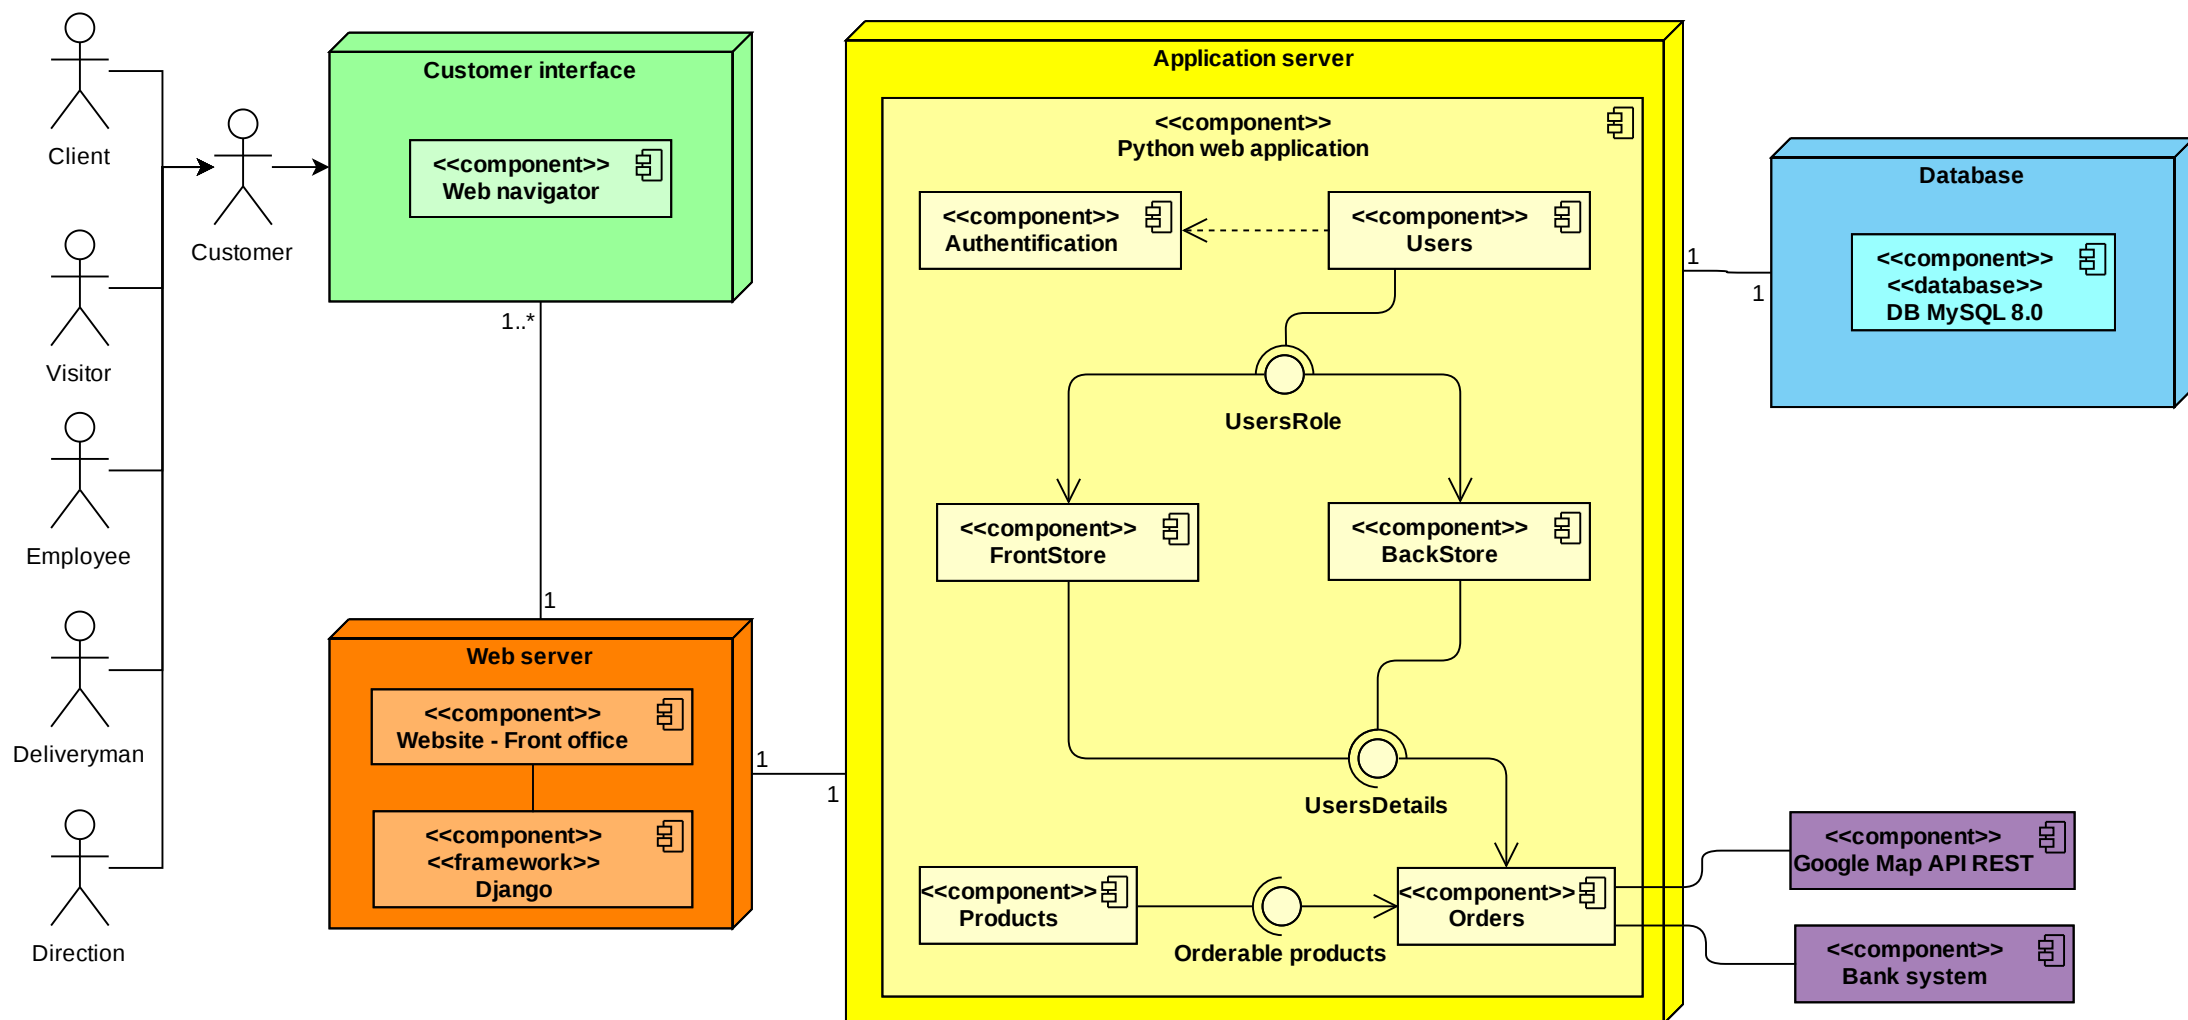 Client
Visitor
Employee
Deliveryman
Direction
Customer
Customer interface
<<component>>
Web navigator
1..*
1
Web server
<<component>>
Website - Front office
<<component>>
<<framework>>
Django
1
1
Application server
<<component>>
Python web application
<<component>>
Authentification
<<component>>
Users
UsersRole
<<component>>
FrontStore
<<component>>
BackStore
UsersDetails
<<component>>
Products
Orderable products
<<component>>
Orders
1
1
Database
<<component>>
<<database>>
DB MySQL 8.0
<<component>>
Google Map API REST
<<component>>
Bank system